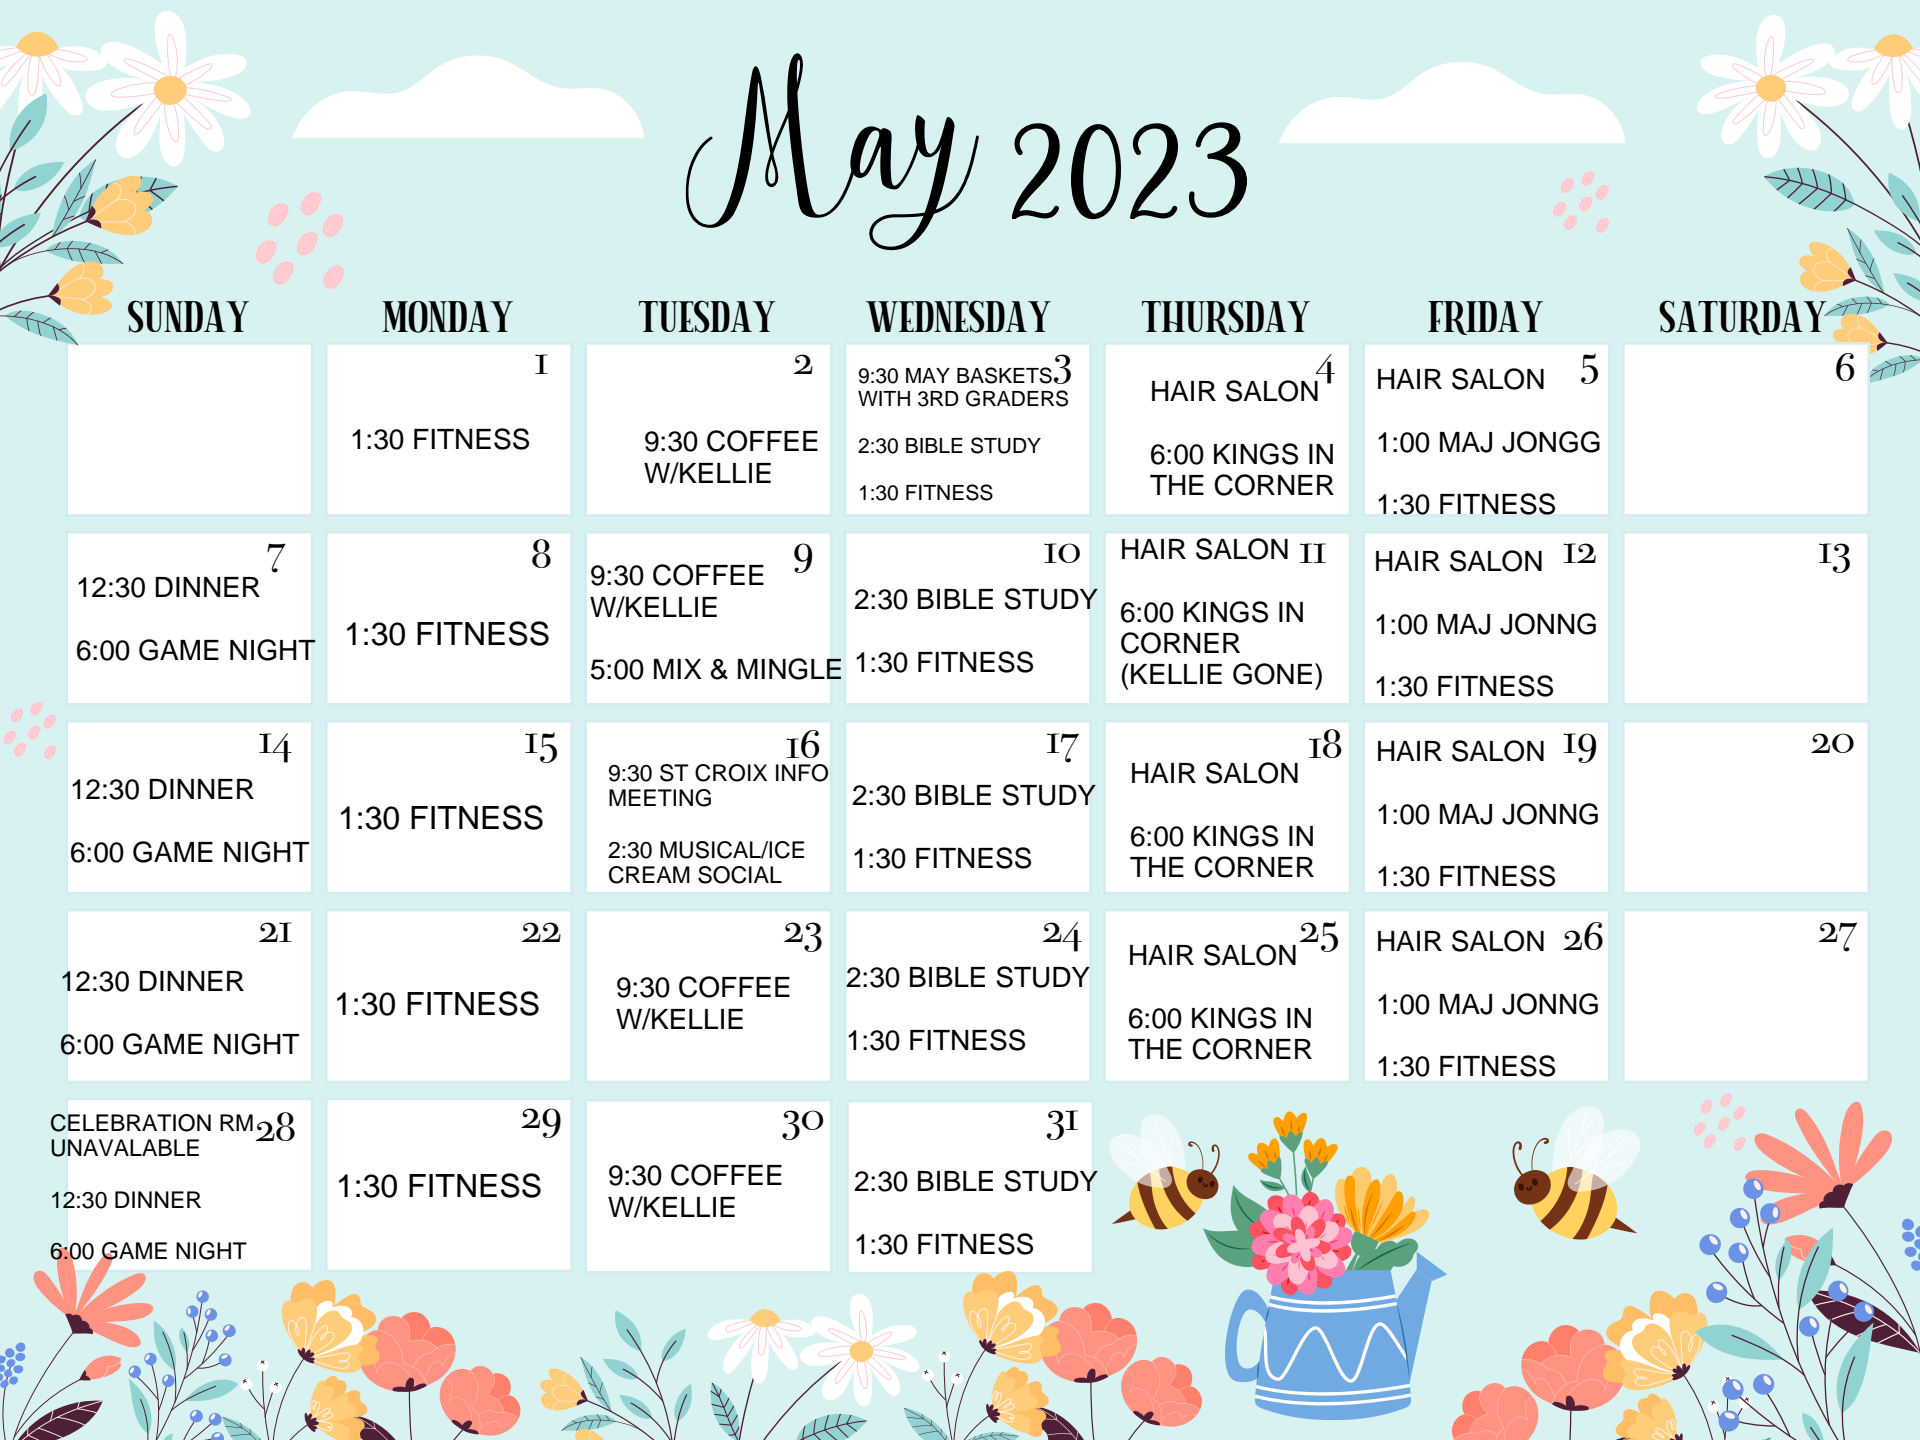 May 2023
SUNDAY MONDAY TUESDAY WEDNESDAY THURSDAY FRIDAY SATURDAY
1
1:30 FITNESS
2
9:30 COFFEE
W/KELLIE
3
9:30 MAY BASKETS
WITH 3RD GRADERS
2:30 BIBLE STUDY
1:30 FITNESS
4
HAIR SALON
6:00 KINGS IN
THE CORNER
5
HAIR SALON
1:00 MAJ JONGG
1:30 FITNESS
6
7
12:30 DINNER
6:00 GAME NIGHT
8
1:30 FITNESS
9
9:30 COFFEE
W/KELLIE
5:00 MIX & MINGLE
10
2:30 BIBLE STUDY
1:30 FITNESS
11
HAIR SALON
6:00 KINGS IN
CORNER
(KELLIE GONE)
12
HAIR SALON
1:00 MAJ JONNG
1:30 FITNESS
13
14
12:30 DINNER
6:00 GAME NIGHT
15
1:30 FITNESS
16
9:30 ST CROIX INFO
MEETING
2:30 MUSICAL/ICE
CREAM SOCIAL
17
2:30 BIBLE STUDY
1:30 FITNESS
18
HAIR SALON
6:00 KINGS IN
THE CORNER
19
HAIR SALON
1:00 MAJ JONNG
1:30 FITNESS
20
21
12:30 DINNER
6:00 GAME NIGHT
22
1:30 FITNESS
23
9:30 COFFEE
W/KELLIE
24
2:30 BIBLE STUDY
1:30 FITNESS
25
HAIR SALON
6:00 KINGS IN
THE CORNER
26
HAIR SALON
1:00 MAJ JONNG
1:30 FITNESS
27
28
CELEBRATION RM
UNAVALABLE
12:30 DINNER
6:00 GAME NIGHT
29
1:30 FITNESS
30
9:30 COFFEE
W/KELLIE
31
2:30 BIBLE STUDY
1:30 FITNESS